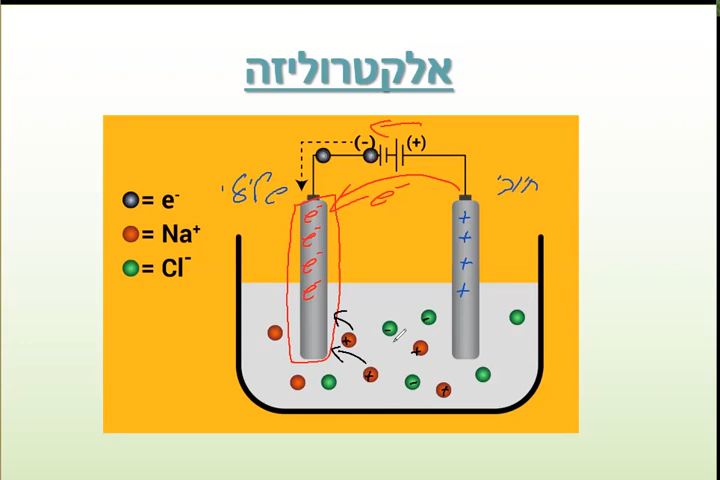 אלקטרוליזה
(-) (+)
שלילי חיובי
= e⁻
= Na⁺
= Cl⁻
e⁻
e⁻
e⁻
e⁻
e⁻
+
+
+
+
- -
+ +
+ - +